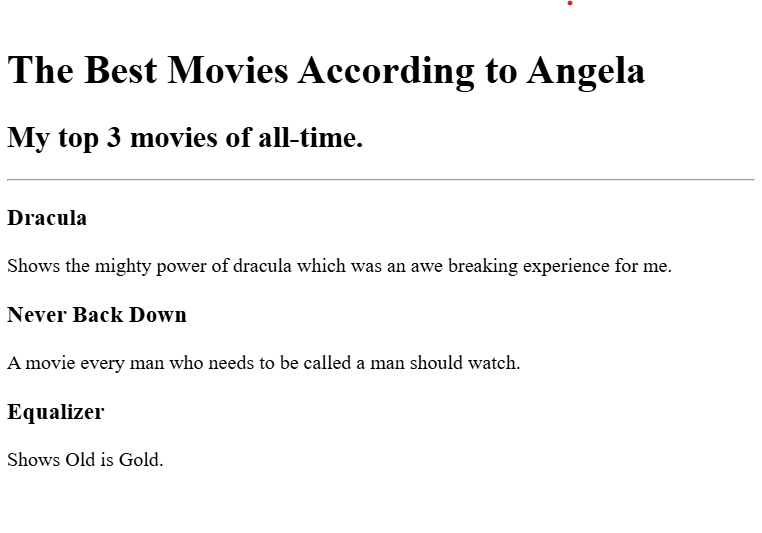 The Best Movies According to Angela
My top 3 movies of all-time.
Dracula
Shows the mighty power of dracula which was an awe breaking experience for me.
Never Back Down
A movie every man who needs to be called a man should watch.
Equalizer
Shows Old is Gold.